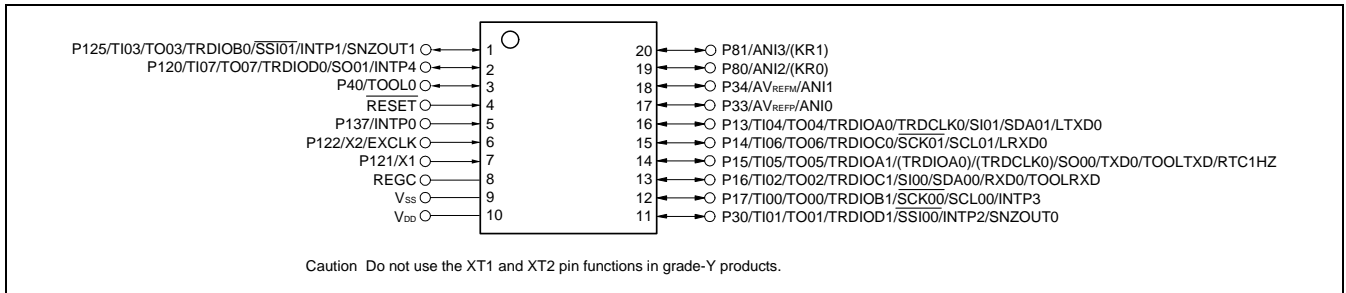 P125/TI03/TO03/TRDIOB0/SSI01/INTP1/SNZOUT1 1
P120/TI07/TO07/TRDIOD0/SO01/INTP4 2
P40/TOOL0 3
RESET 4
P137/INTP0 5
P122/X2/EXCLK 6
P121/X1 7
REGC 8
VSS 9
VDD 10
20 P81/ANI3/(KR1)
19 P80/ANI2/(KR0)
18 P34/AVREFM/ANI1
17 P33/AVREFP/ANI0
16 P13/TI04/TO04/TRDIOA0/TRDCLK0/SI01/SDA01/LTXD0
15 P14/TI06/TO06/TRDIOC0/SCK01/SCL01/LRXD0
14 P15/TI05/TO05/TRDIOA1/(TRDIOA0)/(TRDCLK0)/SO00/TXD0/TOOLTXD/RTC1HZ
13 P16/TI02/TO02/TRDIOC1/SI00/SDA00/RXD0/TOOLRXD
12 P17/TI00/TO00/TRDIOB1/SCK00/SCL00/INTP3
11 P30/TI01/TO01/TRDIOD1/SSI00/INTP2/SNZOUT0
Caution Do not use the XT1 and XT2 pin functions in grade-Y products.